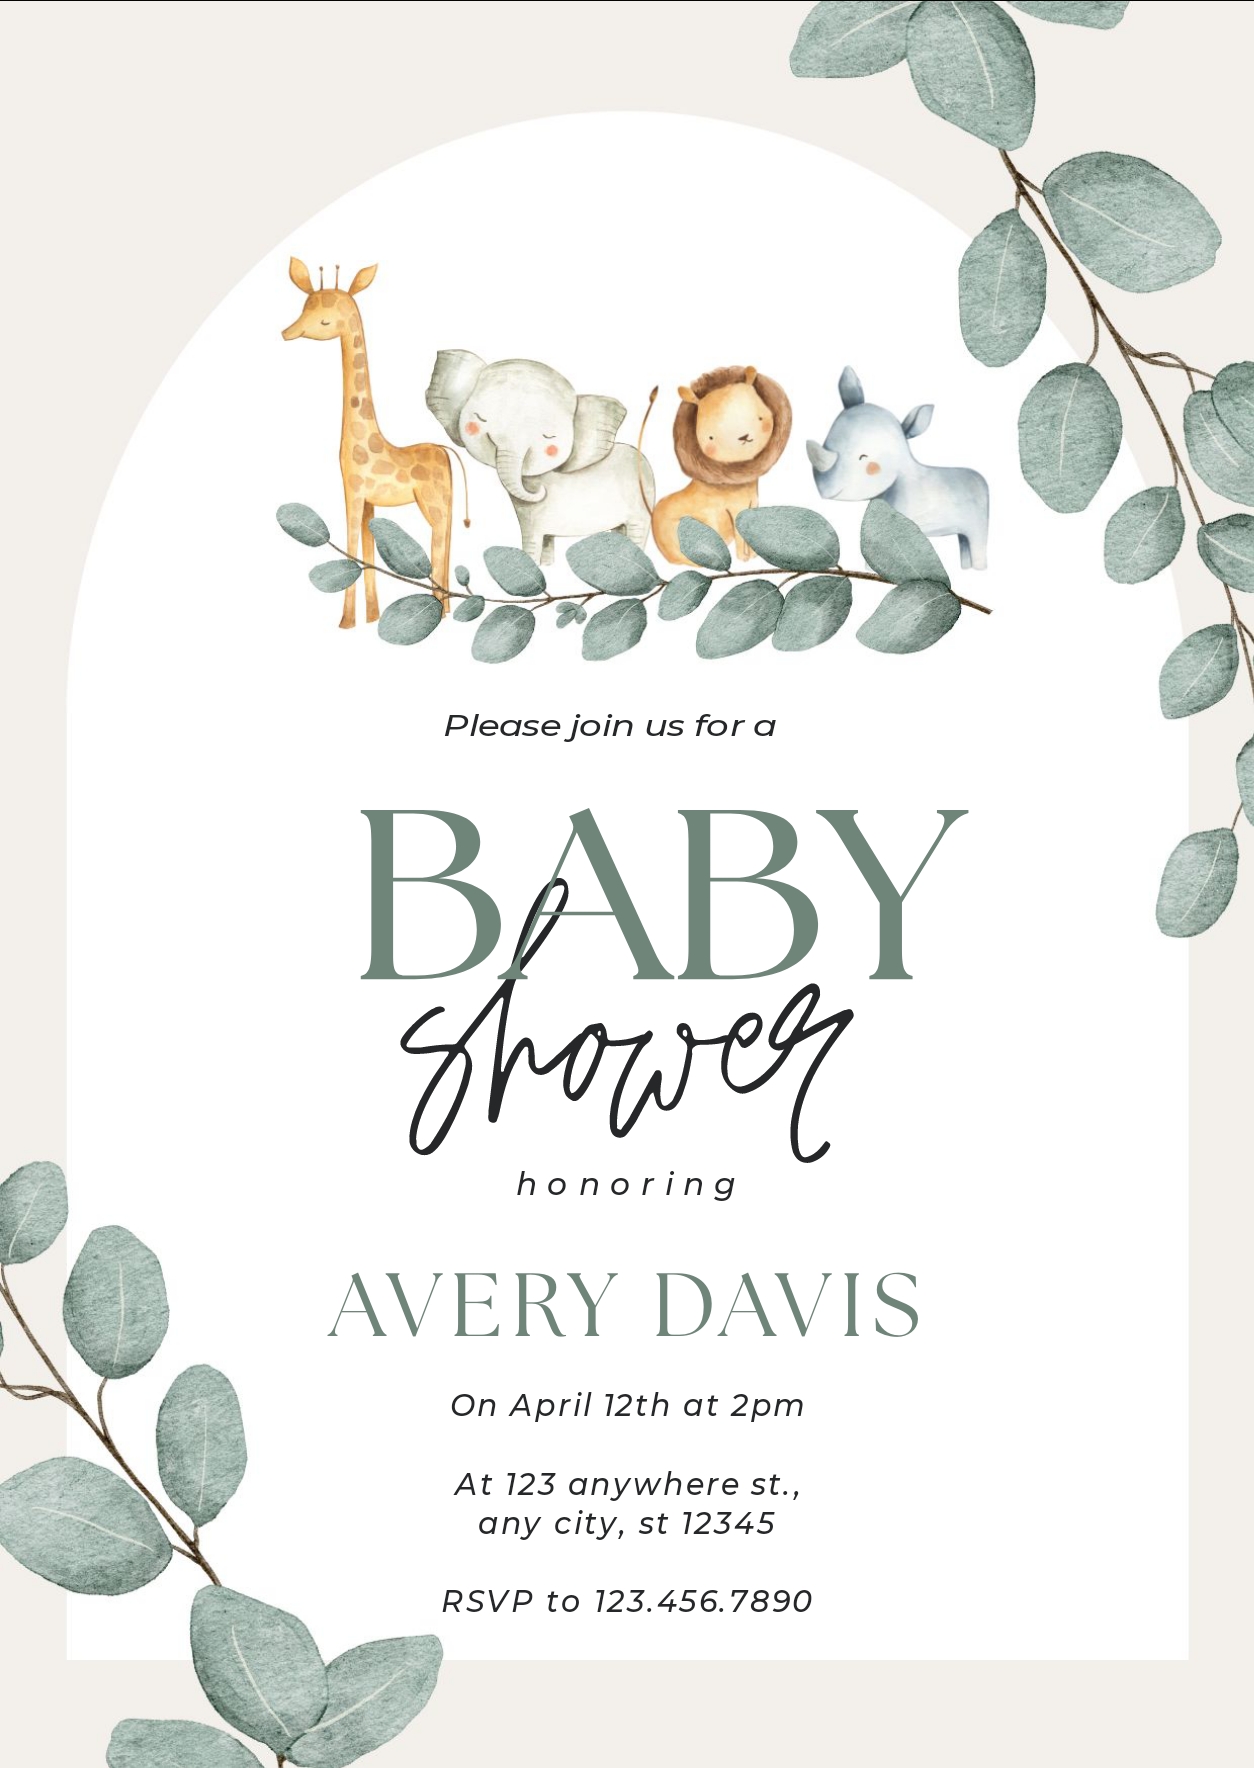 Please join us for a
BABY
shower
honoring
AVERY DAVIS
On April 12th at 2pm
At 123 anywhere st.,
any city, st 12345
RSVP to 123.456.7890